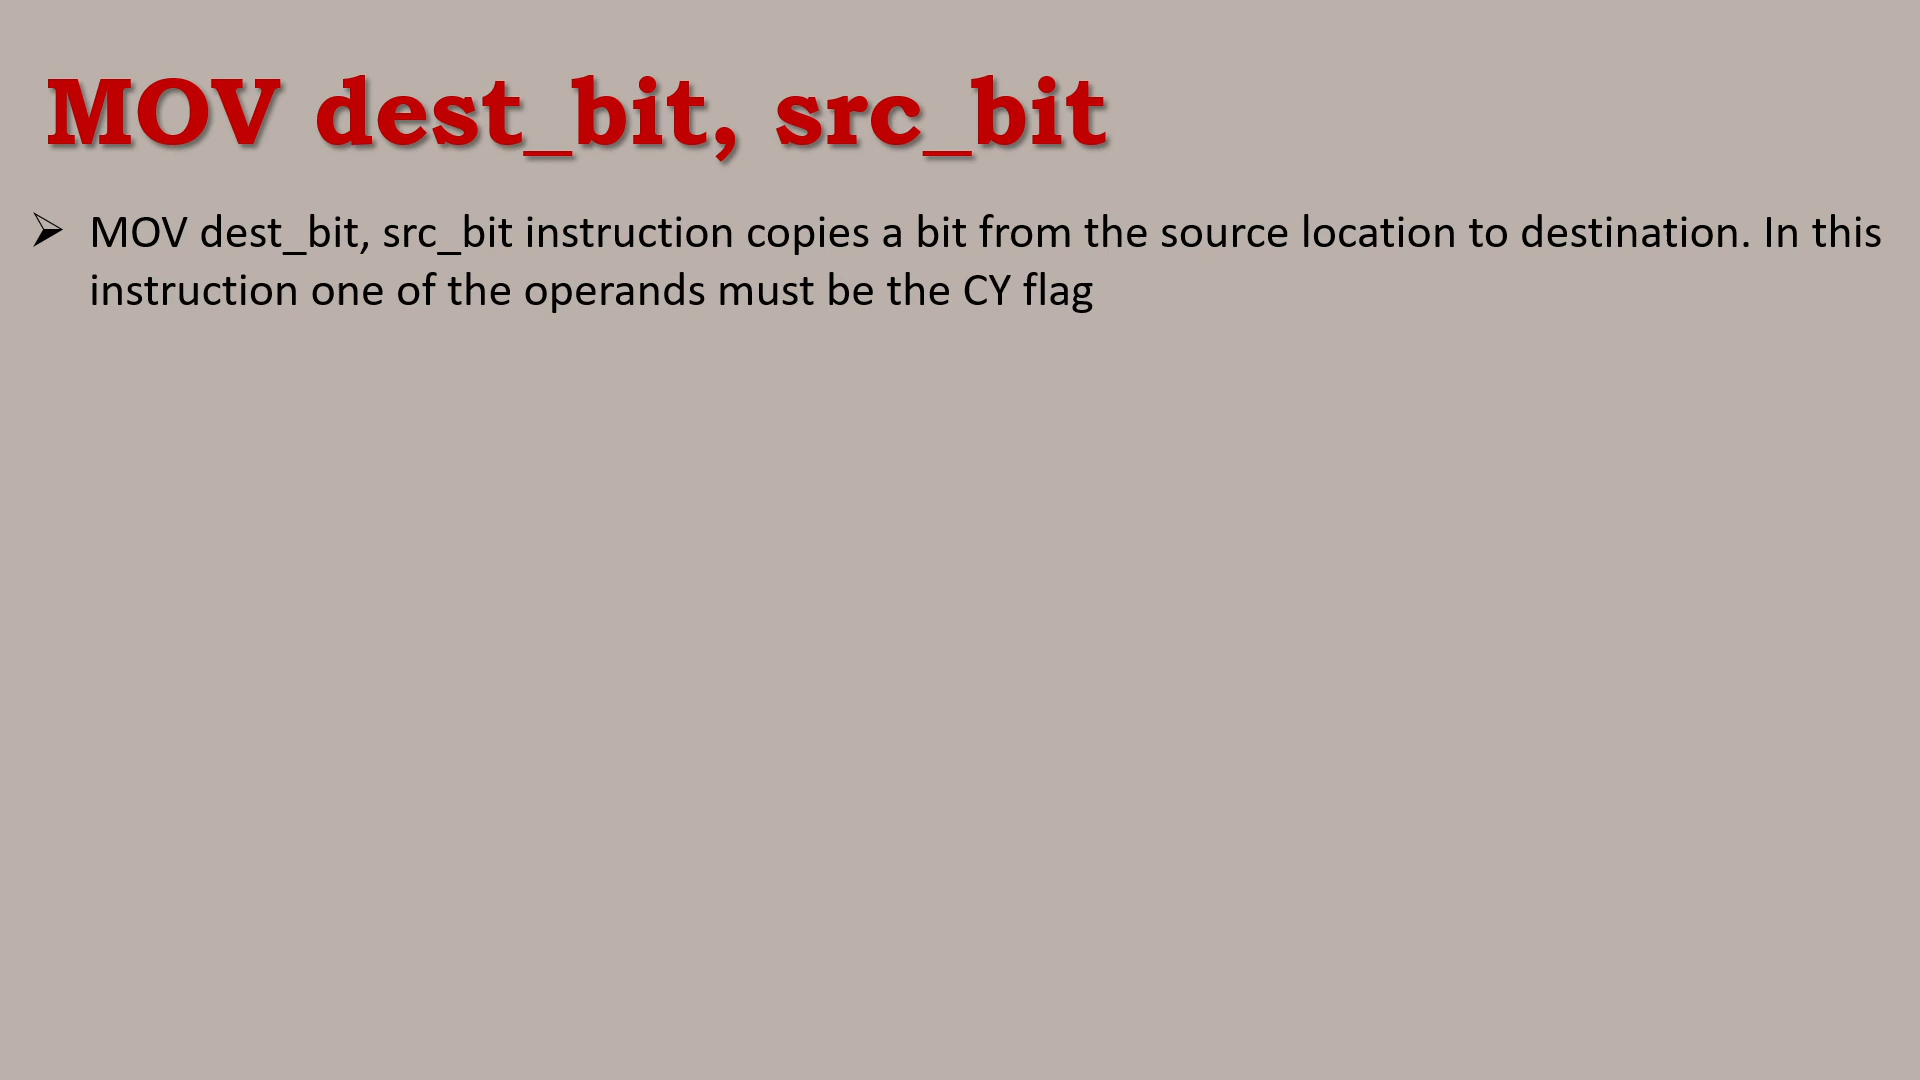 MOV dest_bit, src_bit
➢ MOV dest_bit, src_bit instruction copies a bit from the source location to destination. In this
instruction one of the operands must be the CY flag